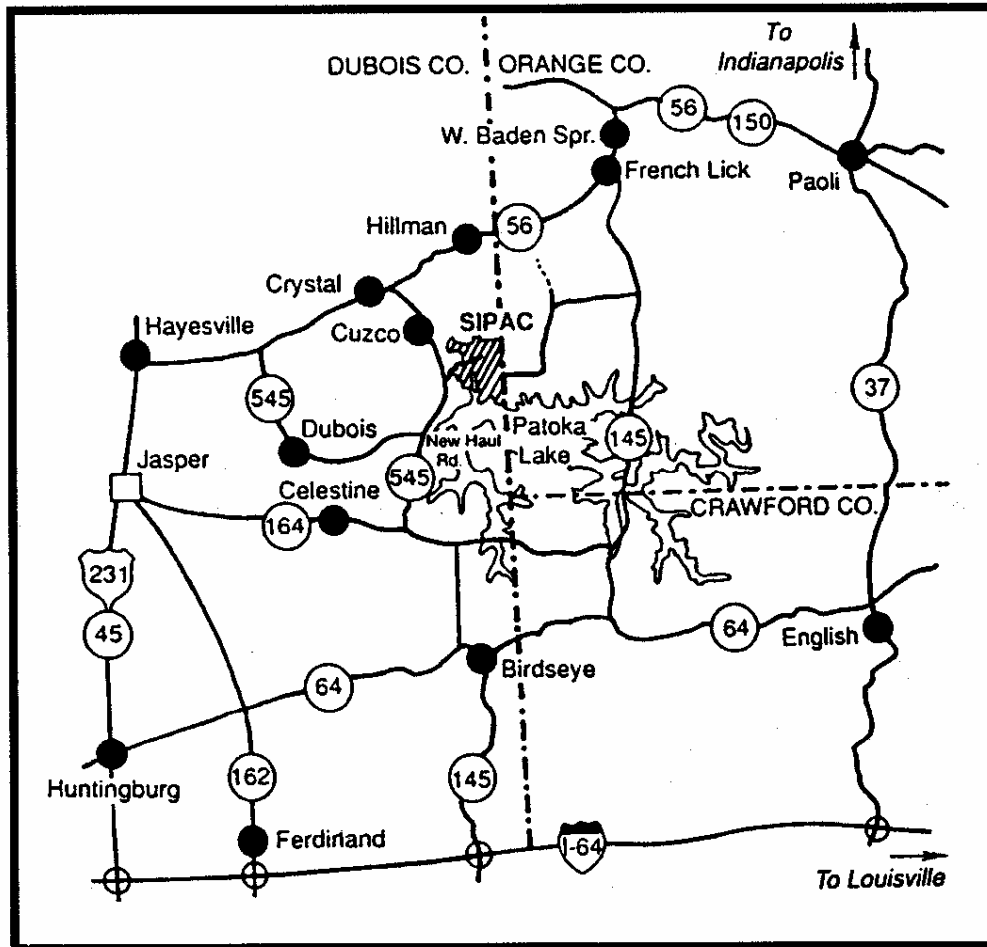 To
Indianapolis
DUBOIS CO.
ORANGE CO.
56
150
W. Baden Spr.
French Lick
Paoli
Hillman
56
Crystal
SIPAC
Hayesville
Cuzco
37
545
Dubois
New Haul
Rd.
Patoka
Lake
145
Jasper
545
Celestine
164
CRAWFORD CO.
231
45
64
English
Birdseye
64
Huntingburg
162
145
Ferdinand
I-64
To Louisville